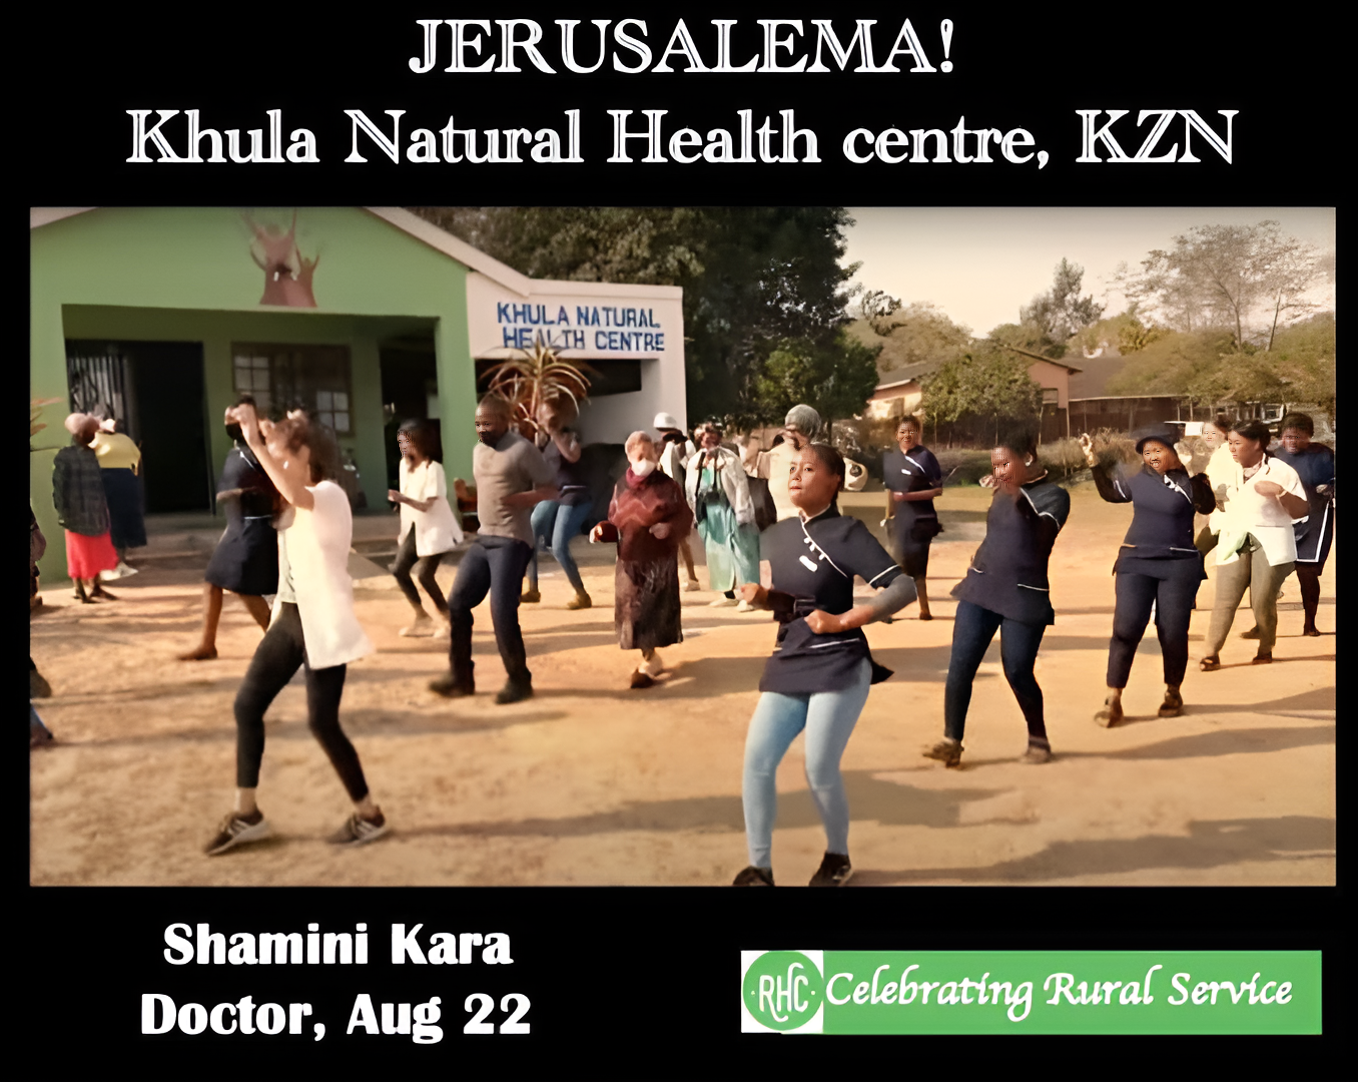 JERUSALEMA!
Khula Natural Health centre, KZN
KHULA NATURAL
HEALTH CENTRE
Shamini Kara
Doctor, Aug 22
RHC Celebrating Rural Service